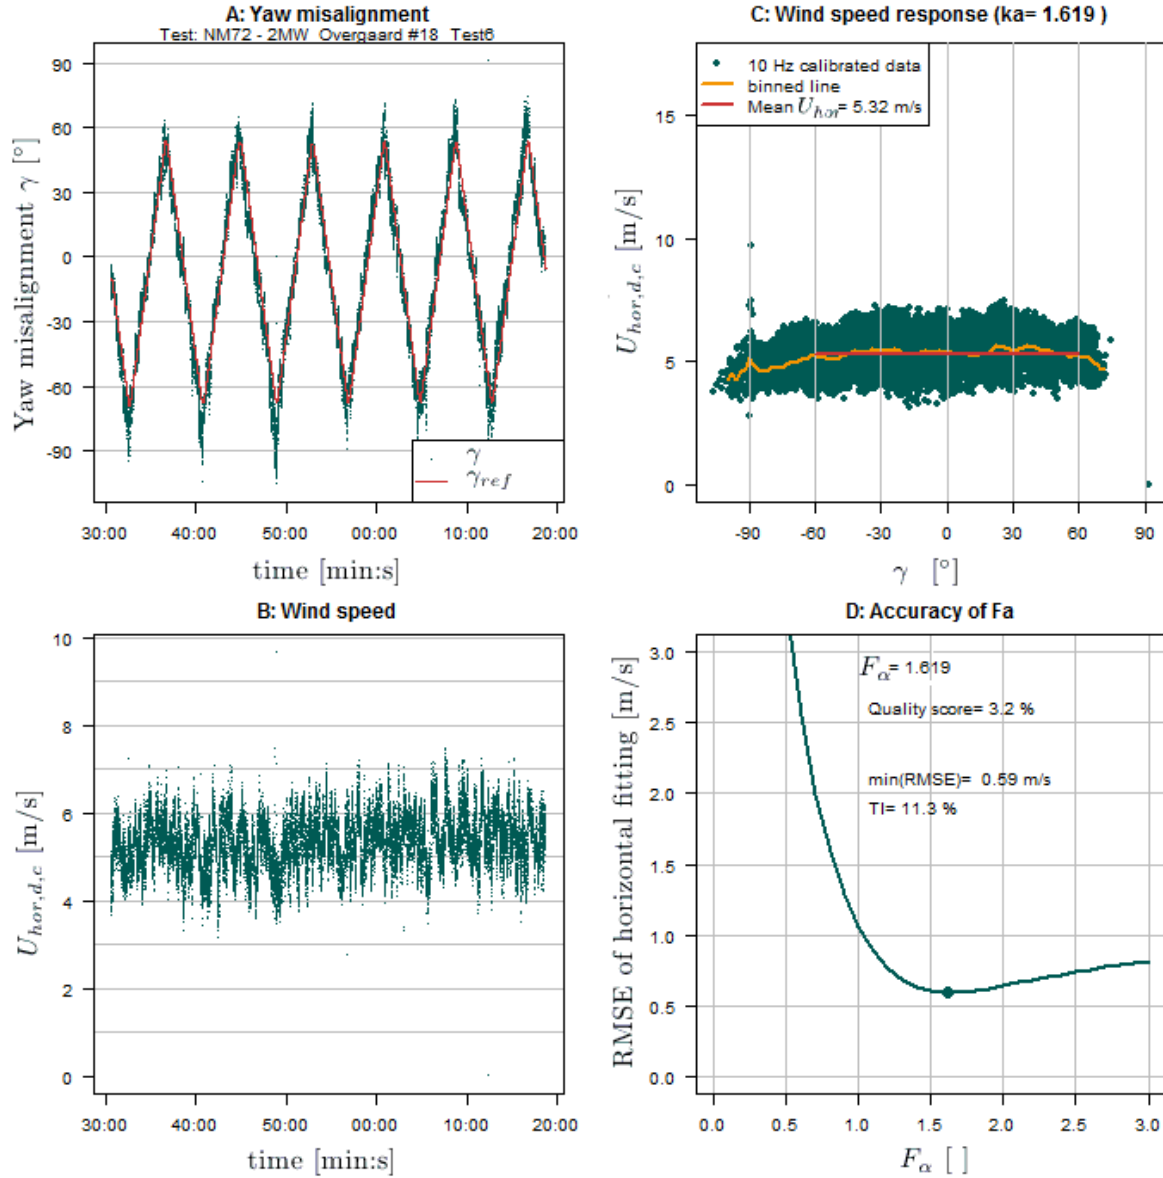 A: Yaw misalignment
Test: NM72 - 2MW Overgaard #18 Test6
Yaw misalignment γ [°]
90
60
30
0
-30
-60
-90
γ
γref
30:00 40:00 50:00 00:00 10:00 20:00
time [min:s]
C: Wind speed response (ka= 1.619 )
10 Hz calibrated data
binned line
Mean Uhor= 5.32 m/s
Uhor,d,c [m/s]
15
10
5
0
-90 -60 -30 0 30 60 90
γ [°]
B: Wind speed
Uhor,d,c [m/s]
10
8
6
4
2
0
30:00 40:00 50:00 00:00 10:00 20:00
time [min:s]
D: Accuracy of Fa
Fα= 1.619
Quality score= 3.2 %
min(RMSE)= 0.59 m/s
TI= 11.3 %
RMSE of horizontal fitting [m/s]
3.0
2.5
2.0
1.5
1.0
0.5
0.0
0.0 0.5 1.0 1.5 2.0 2.5 3.0
Fα [ ]